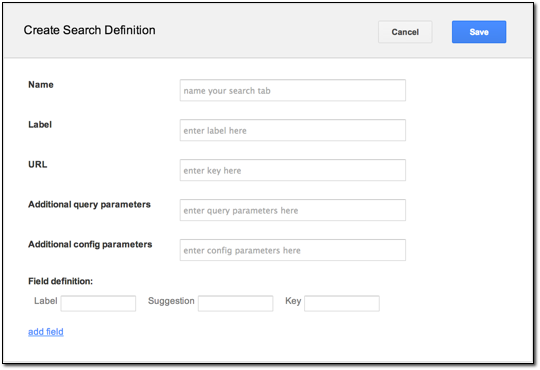 Create Search Definition Cancel Save
Name name your search tab
Label enter label here
URL enter key here
Additional query parameters enter query parameters here
Additional config parameters enter config parameters here
Field definition:
Label Suggestion Key
add field